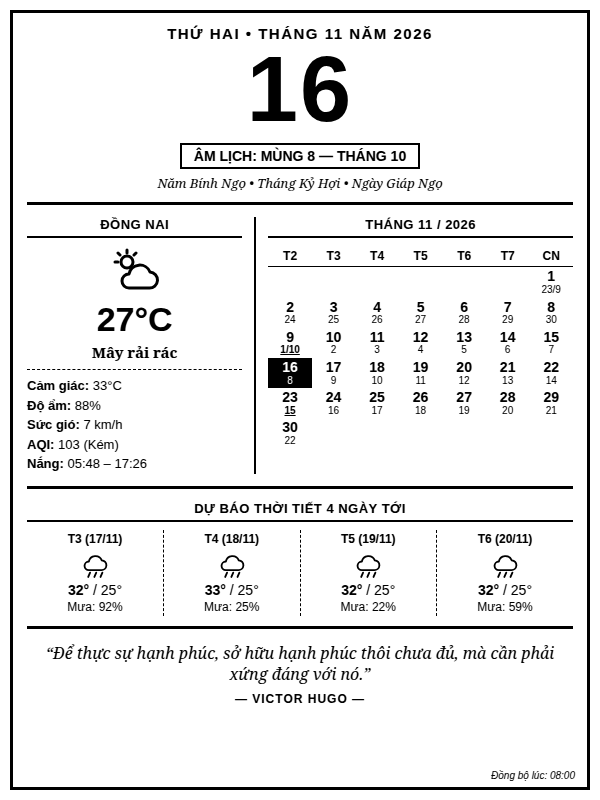 THỨ HAI • THÁNG 11 NĂM 2026
16
ÂM LỊCH: MÙNG 8 — THÁNG 10
Năm Bính Ngọ • Tháng Kỷ Hợi • Ngày Giáp Ngọ
ĐỒNG NAI
27°C
Mây rải rác
Cảm giác: 33°C
Độ ẩm: 88%
Sức gió: 7 km/h
AQI: 103 (Kém)
Nắng: 05:48 – 17:26
THÁNG 11 / 2026
T2 T3 T4 T5 T6 T7 CN
1
23/9
2 3 4 5 6 7 8
24 25 26 27 28 29 30
9 10 11 12 13 14 15
1/10 2 3 4 5 6 7
16 17 18 19 20 21 22
8 9 10 11 12 13 14
23 24 25 26 27 28 29
15 16 17 18 19 20 21
30
22
DỰ BÁO THỜI TIẾT 4 NGÀY TỚI
T3 (17/11) T4 (18/11) T5 (19/11) T6 (20/11)
32° / 25° 33° / 25° 32° / 25° 32° / 25°
Mưa: 92% Mưa: 25% Mưa: 22% Mưa: 59%
“Để thực sự hạnh phúc, sở hữu hạnh phúc thôi chưa đủ, mà cần phải
xứng đáng với nó.”
— VICTOR HUGO —
Đồng bộ lúc: 08:00